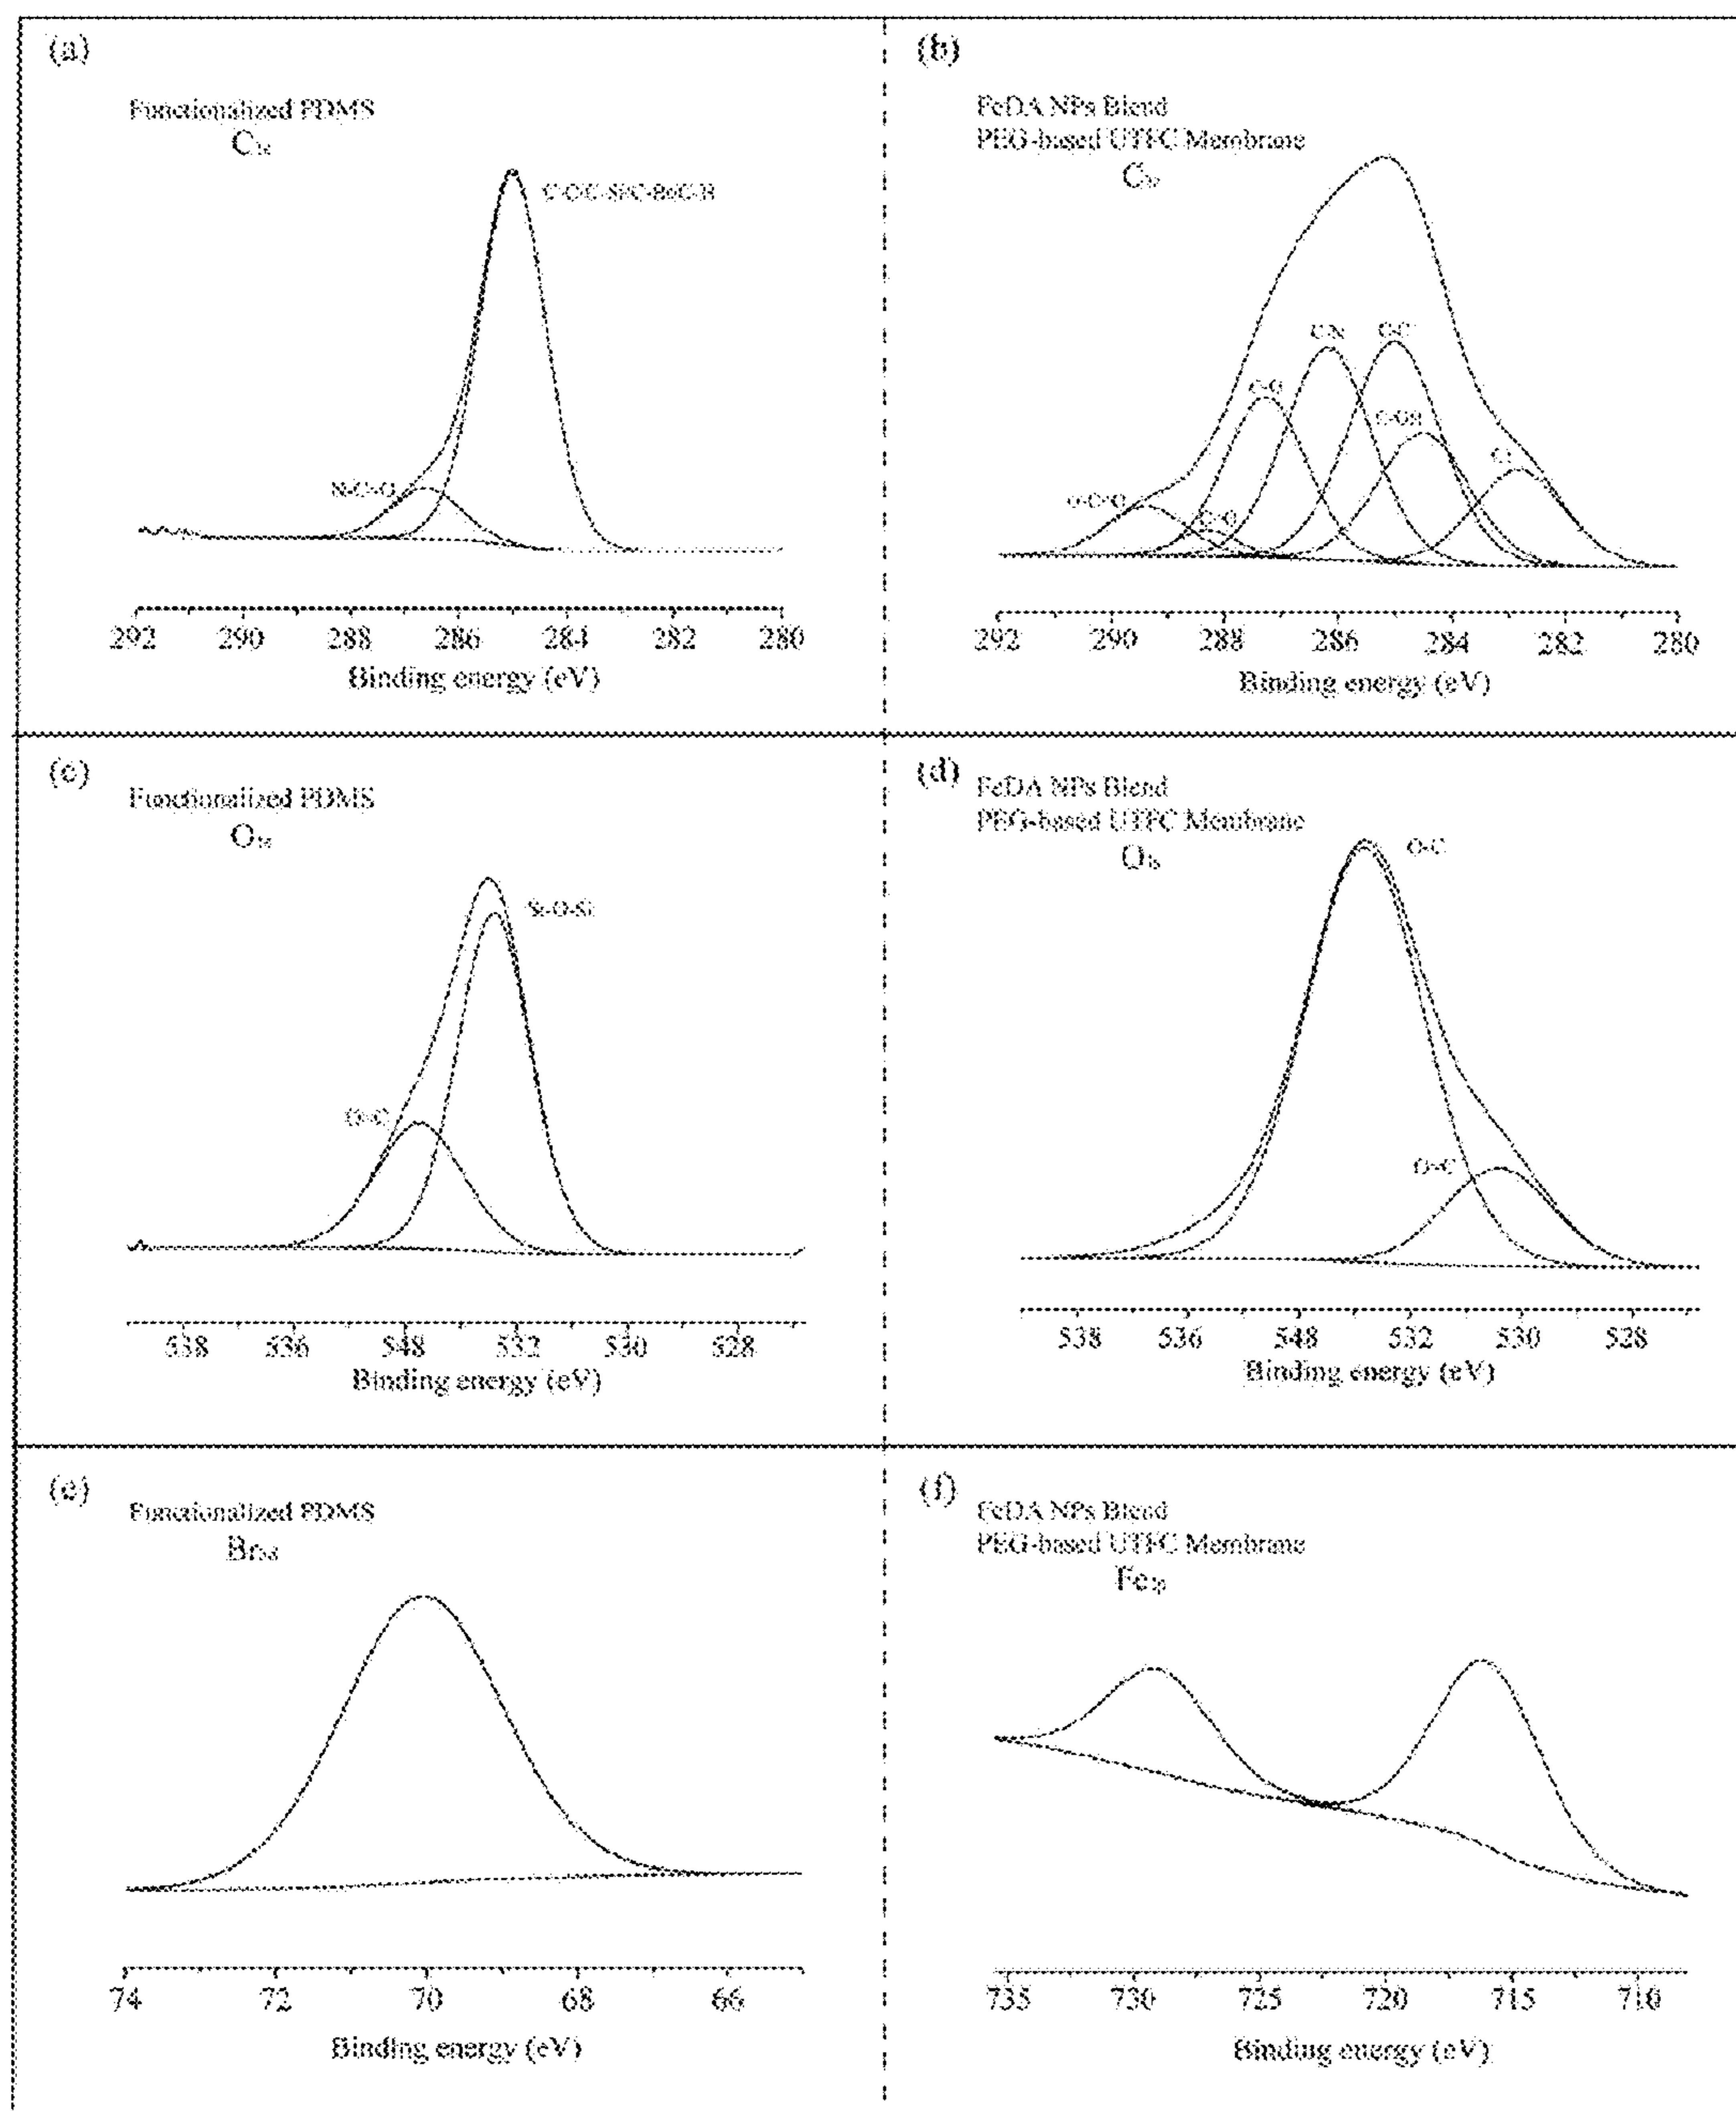 (a)
Functionalized PDMS
C1s
N-C=O
292 290 288 286 284 282 280
Binding energy (eV)
(b)
FeDA NPs Blend
PEG-based UTFC Membrane
C1s
O-C=O
C=O
C-O
C-N
C-C
C-OH
292 290 288 286 284 282 280
Binding energy (eV)
(c)
Functionalized PDMS
O1s
O=C
Si-O-Si
538 536 548 532 530 528
Binding energy (eV)
(d)
FeDA NPs Blend
PEG-based UTFC Membrane
O1s
O-C
O=C
538 536 548 532 530 528
Binding energy (eV)
(e)
Functionalized PDMS
Br3d
74 72 70 68 66
Binding energy (eV)
(f)
FeDA NPs Blend
PEG-based UTFC Membrane
Fe2p
735 730 725 720 715 710
Binding energy (eV)